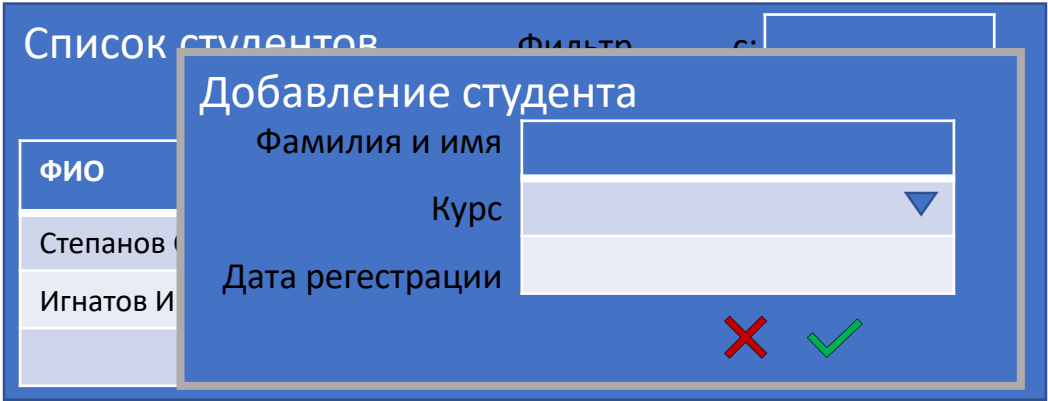 Список студентов Фильтр с:
Добавление студента
Фамилия и имя
ФИО
Курс
Степанов
Дата регестрации
Игнатов И